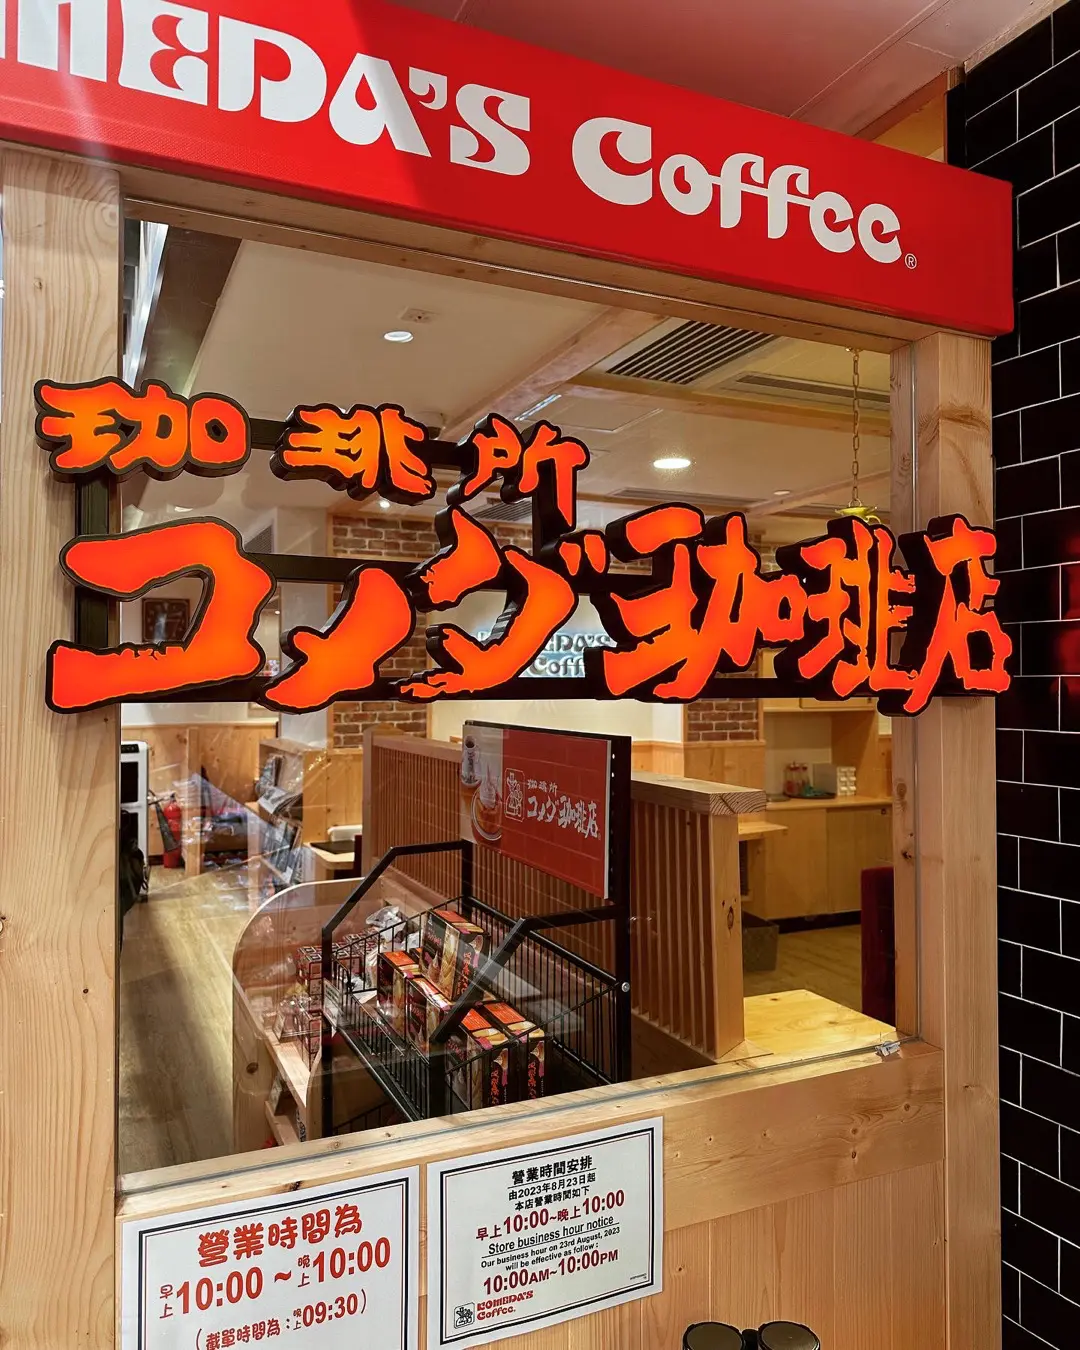 MEDA'S Coffee®
珈琲所
コメダ珈琲店
DA'S
Coff
珈琲所
コメダ珈琲店
營業時間為
早上10:00～晚上10:00
(截單時間為:晚上09:30)
營業時間安排
由2023年8月23日起
本店營業時間如下
早上10:00~晚上10:00
Store business hour notice
Our business hour on 23rd August, 2023
will be effective as follow :
10:00AM~10:00PM
KOMEDA'S
Coffee.